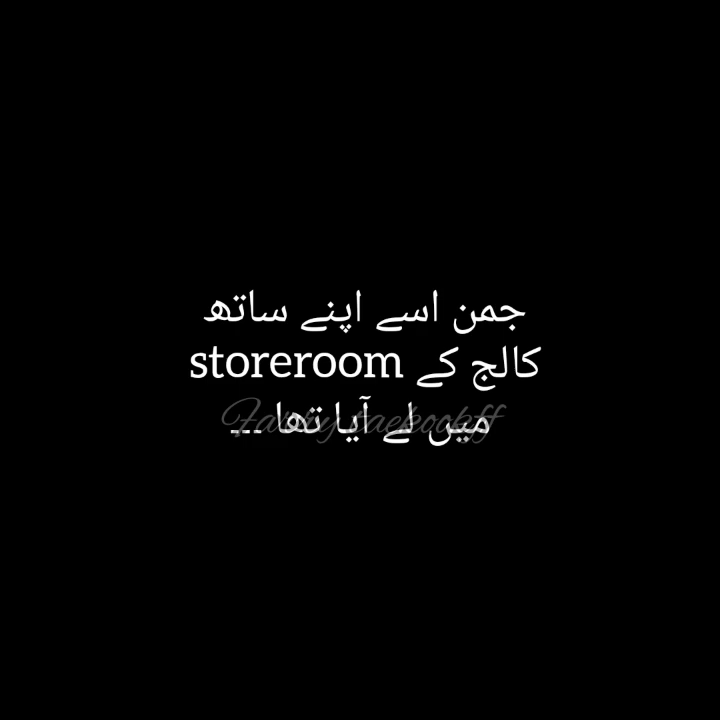 جمن اسے اپنے ساتھ
کالج کے storeroom
میں لے آیا تھا ۔۔۔